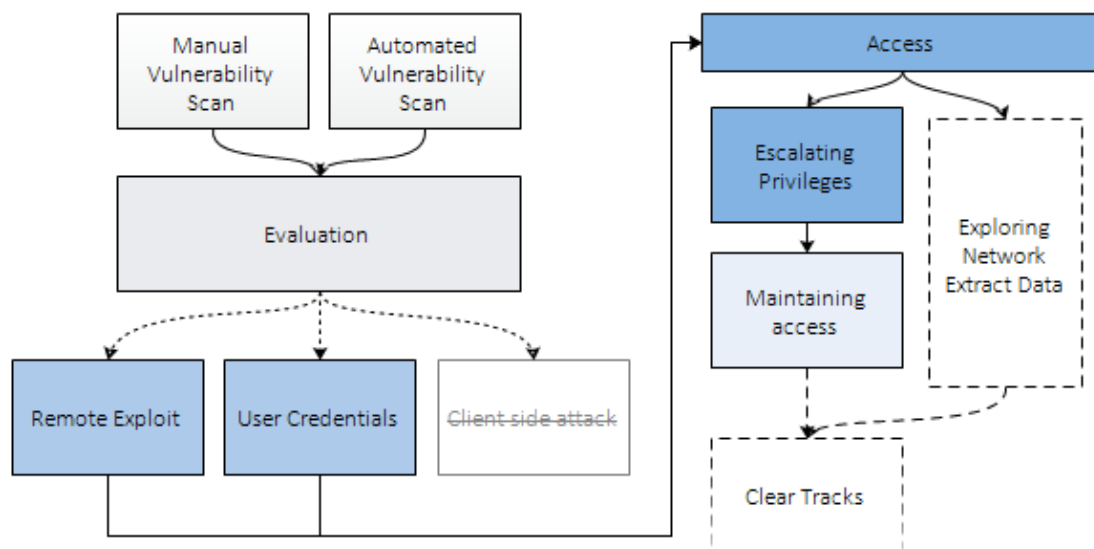 Manual
Vulnerability
Scan
Automated
Vulnerability
Scan
Evaluation
Remote Exploit
User Credentials
Client side attack
Access
Escalating
Privileges
Maintaining
access
Exploring
Network
Extract Data
Clear Tracks